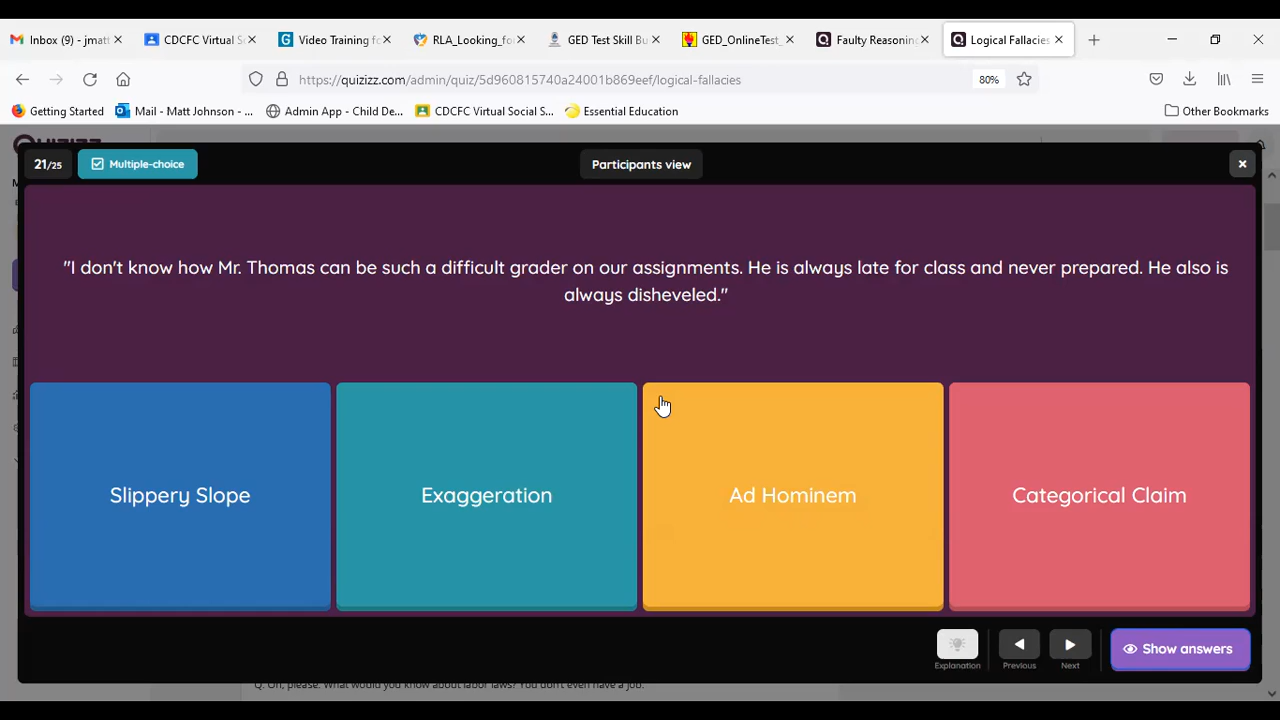 Inbox (9) - jmatt
CDCFC Virtual S
Video Training fo
RLA_Looking_fo
GED Test Skill Bu
GED_OnlineTest_
Faulty Reasoning
Logical Fallacies
https://quizizz.com/admin/quiz/5d960815740a24001b869eef/logical-fallacies
80%
Getting Started
Mail - Matt Johnson - ...
Admin App - Child De...
CDCFC Virtual Social S...
Essential Education
Other Bookmarks
21/25
Multiple-choice
Participants view
"I don't know how Mr. Thomas can be such a difficult grader on our assignments. He is always late for class and never prepared. He also is
always disheveled."
Slippery Slope
Exaggeration
Ad Hominem
Categorical Claim
Explanation
Previous
Next
Show answers
Q. Oh, please. What would you know about labor laws? You don't even have a job.